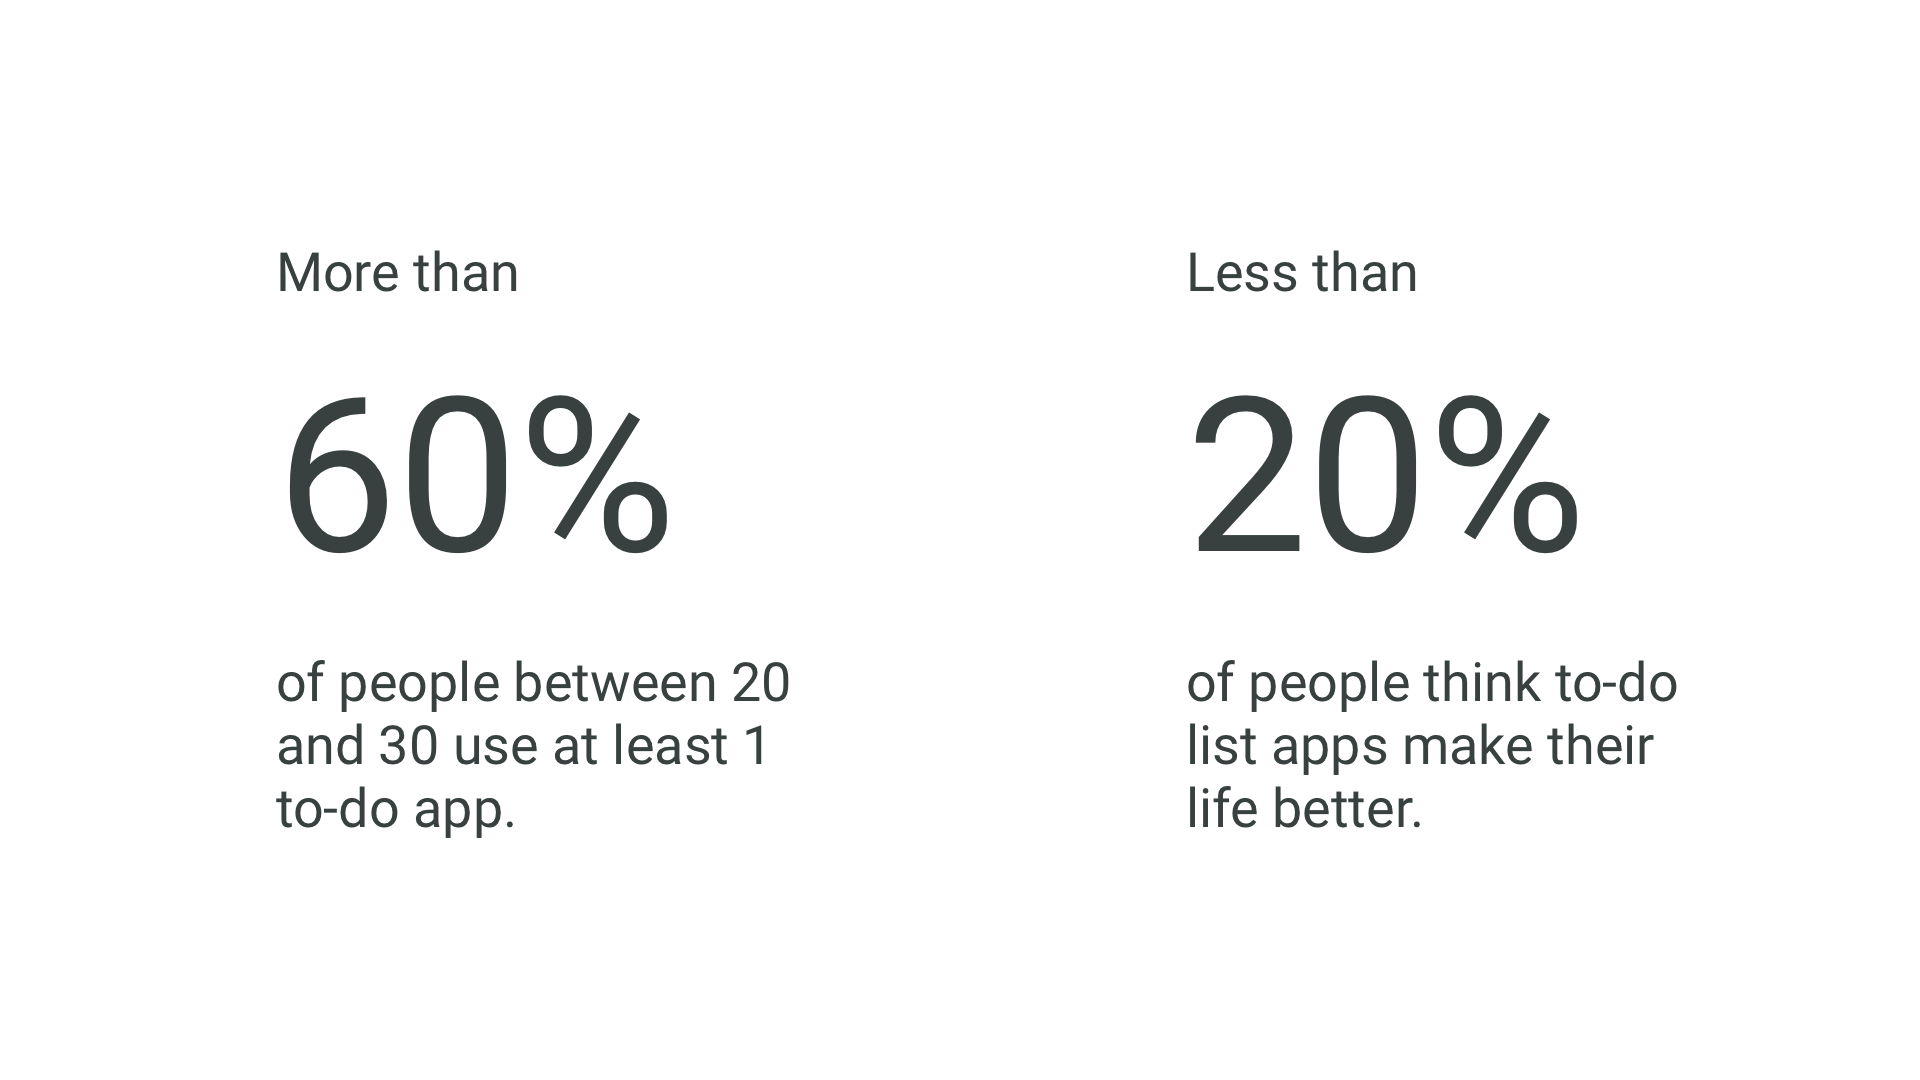 More than
60%
of people between 20
and 30 use at least 1
to-do app.
Less than
20%
of people think to-do
list apps make their
life better.